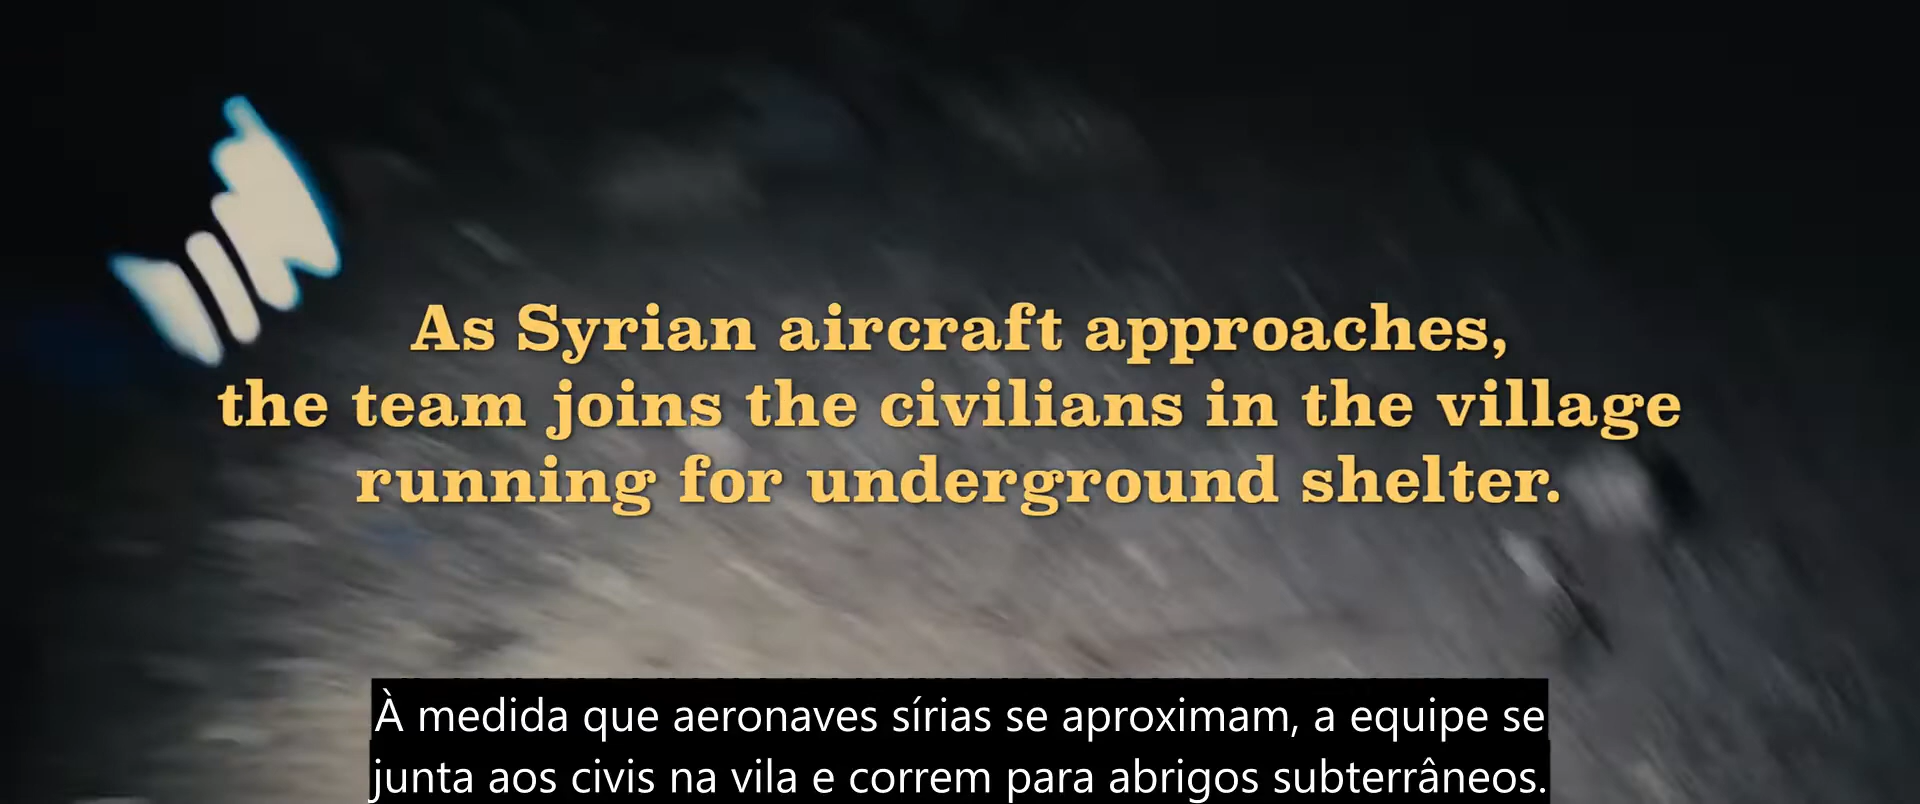 As Syrian aircraft approaches,
the team joins the civilians in the village
running for underground shelter.
À medida que aeronaves sírias se aproximam, a equipe se
junta aos civis na vila e correm para abrigos subterrâneos.